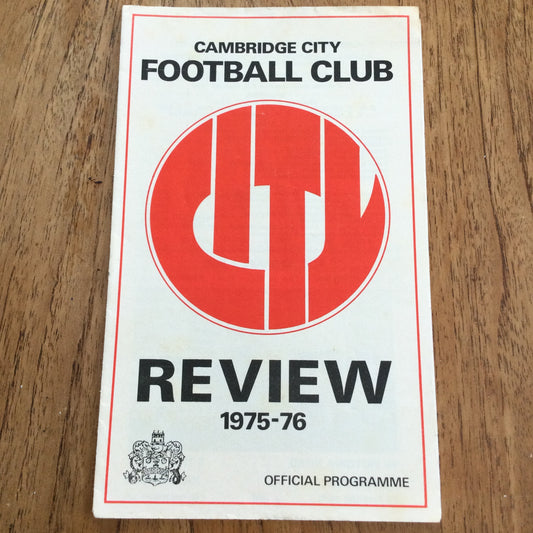 CAMBRIDGE CITY
FOOTBALL CLUB
CITY
REVIEW
1975-76
OFFICIAL PROGRAMME